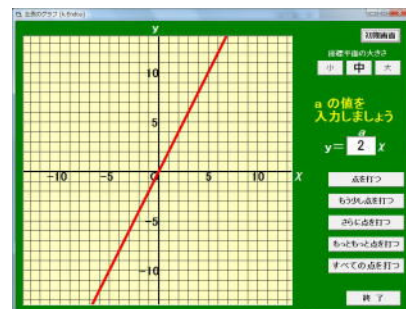 比例のグラフ
y
初期画面
座標平面の大きさ
小 中 大
10
5
-10 -5 0 5 10 x
-5
-10
a の値を
入力しましょう
a
y= 2 x
点を打つ
もう少し点を打つ
さらに点を打つ
もっともっと点を打つ
すべての点を打つ
終 了